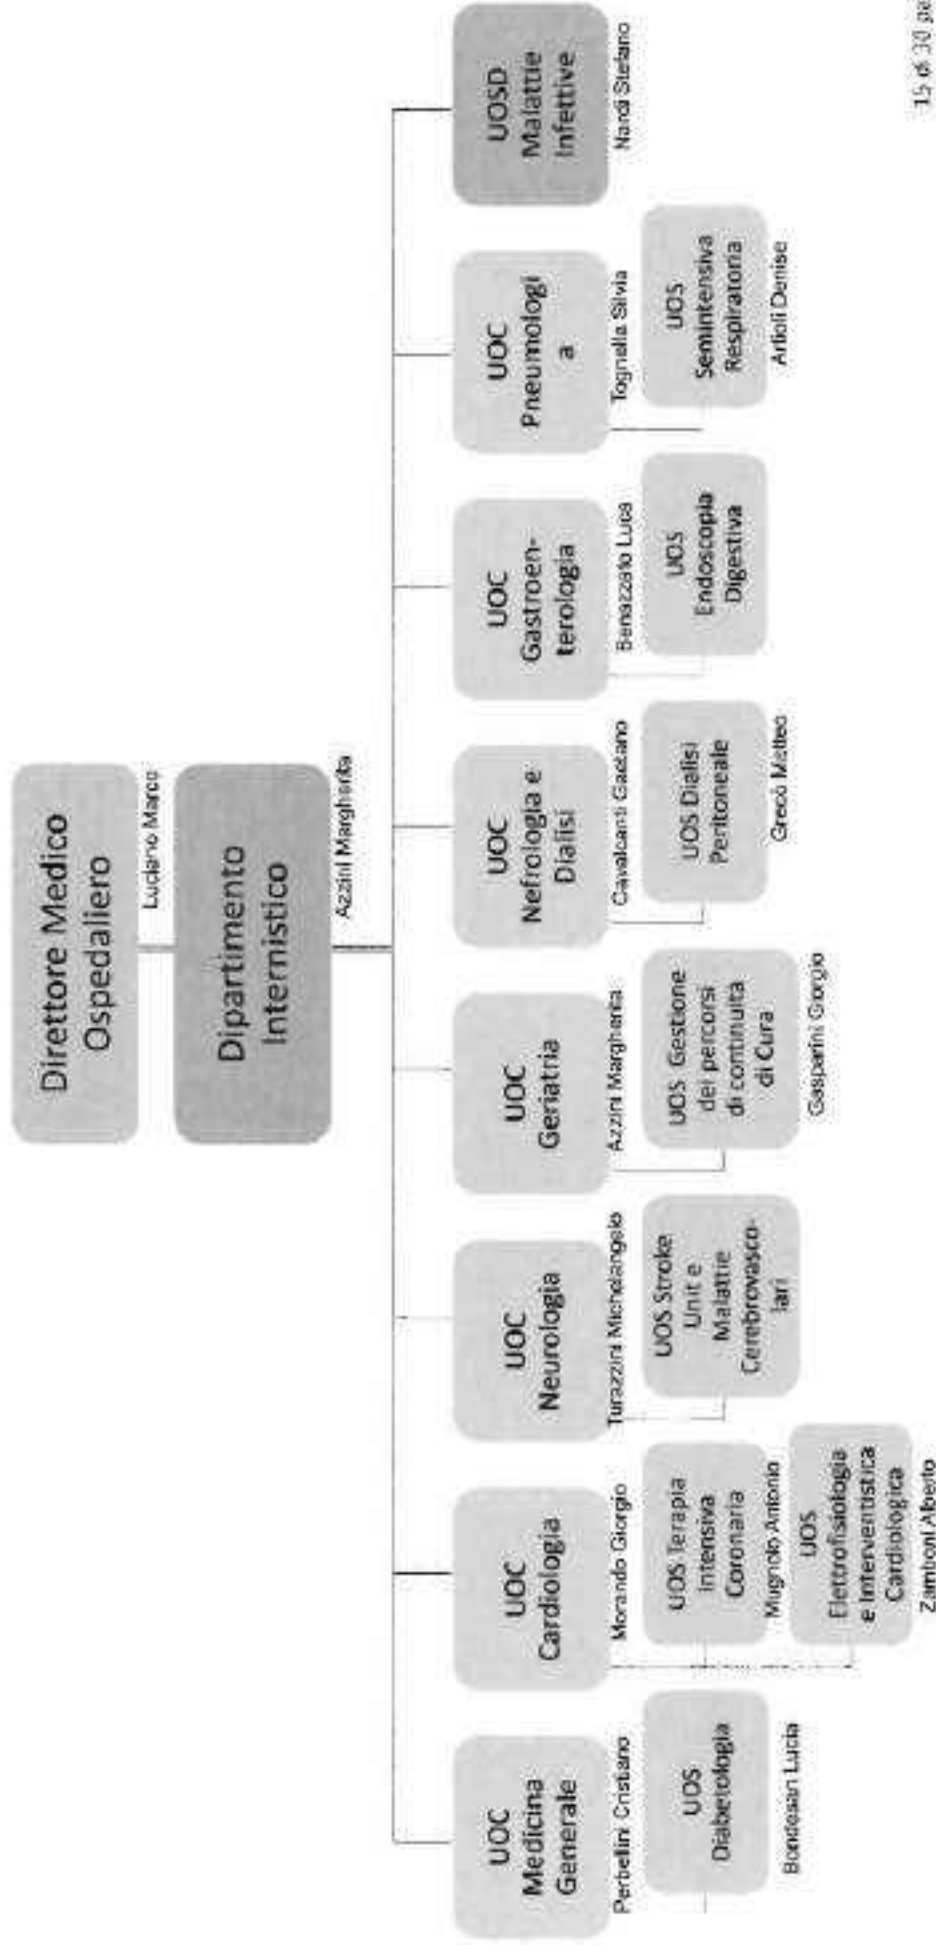 Direttore Medico
Ospedaliero
Luciano Marco
Dipartimento
Internistico
Azzini Margherita
UOC
Medicina
Generale
Perbellini Cristiano
UOS
Diabetologia
Bondesan Lucia
UOC
Cardiologia
Morando Giorgio
UOS Terapia
Intensiva
Coronaria
Mugnolo Antonio
UOS
Elettrofisiologia
e Interventistica
Cardiologica
Zamboni Alberto
UOC
Neurologia
Turazzini Michelangelo
UOS Stroke
Unit e
Malattie
Cerebrovasco-
lari
UOC
Geriatria
Azzini Margherita
UOS Gestione
dei percorsi
di continuita
di Cura
Gasparini Giorgio
UOC
Nefrologia e
Dialisi
Cavalcanti Gaetano
UOS Dialisi
Peritoneale
Grecò Matteo
UOC
Gastroen-
terologia
Benazzato Luca
UOS
Endoscopia
Digestiva
UOC
Pneumologi
a
Tognella Silvia
UOS
Semintensiva
Respiratoria
Artioli Denise
UOSD
Malattie
Infettive
Nardi Stefano
15 di 30